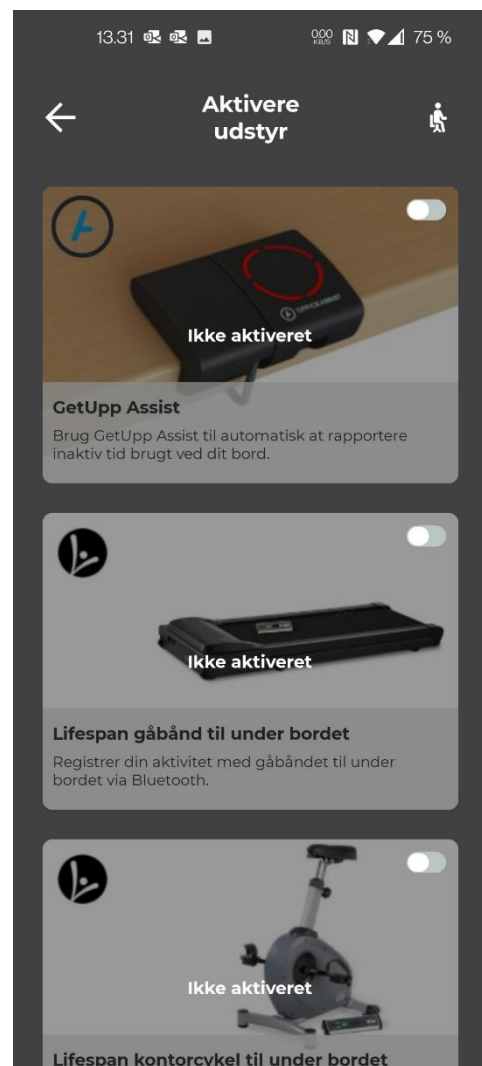 13.31
0.00 KB/S
75 %
Aktivere
udstyr
OFFICEASSIST
Ikke aktiveret
GetUpp Assist
Brug GetUpp Assist til automatisk at rapportere
inaktiv tid brugt ved dit bord.
Ikke aktiveret
Lifespan gåbånd til under bordet
Registrer din aktivitet med gåbåndet til under
bordet via Bluetooth.
Ikke aktiveret
Lifespan kontorcykel til under bordet